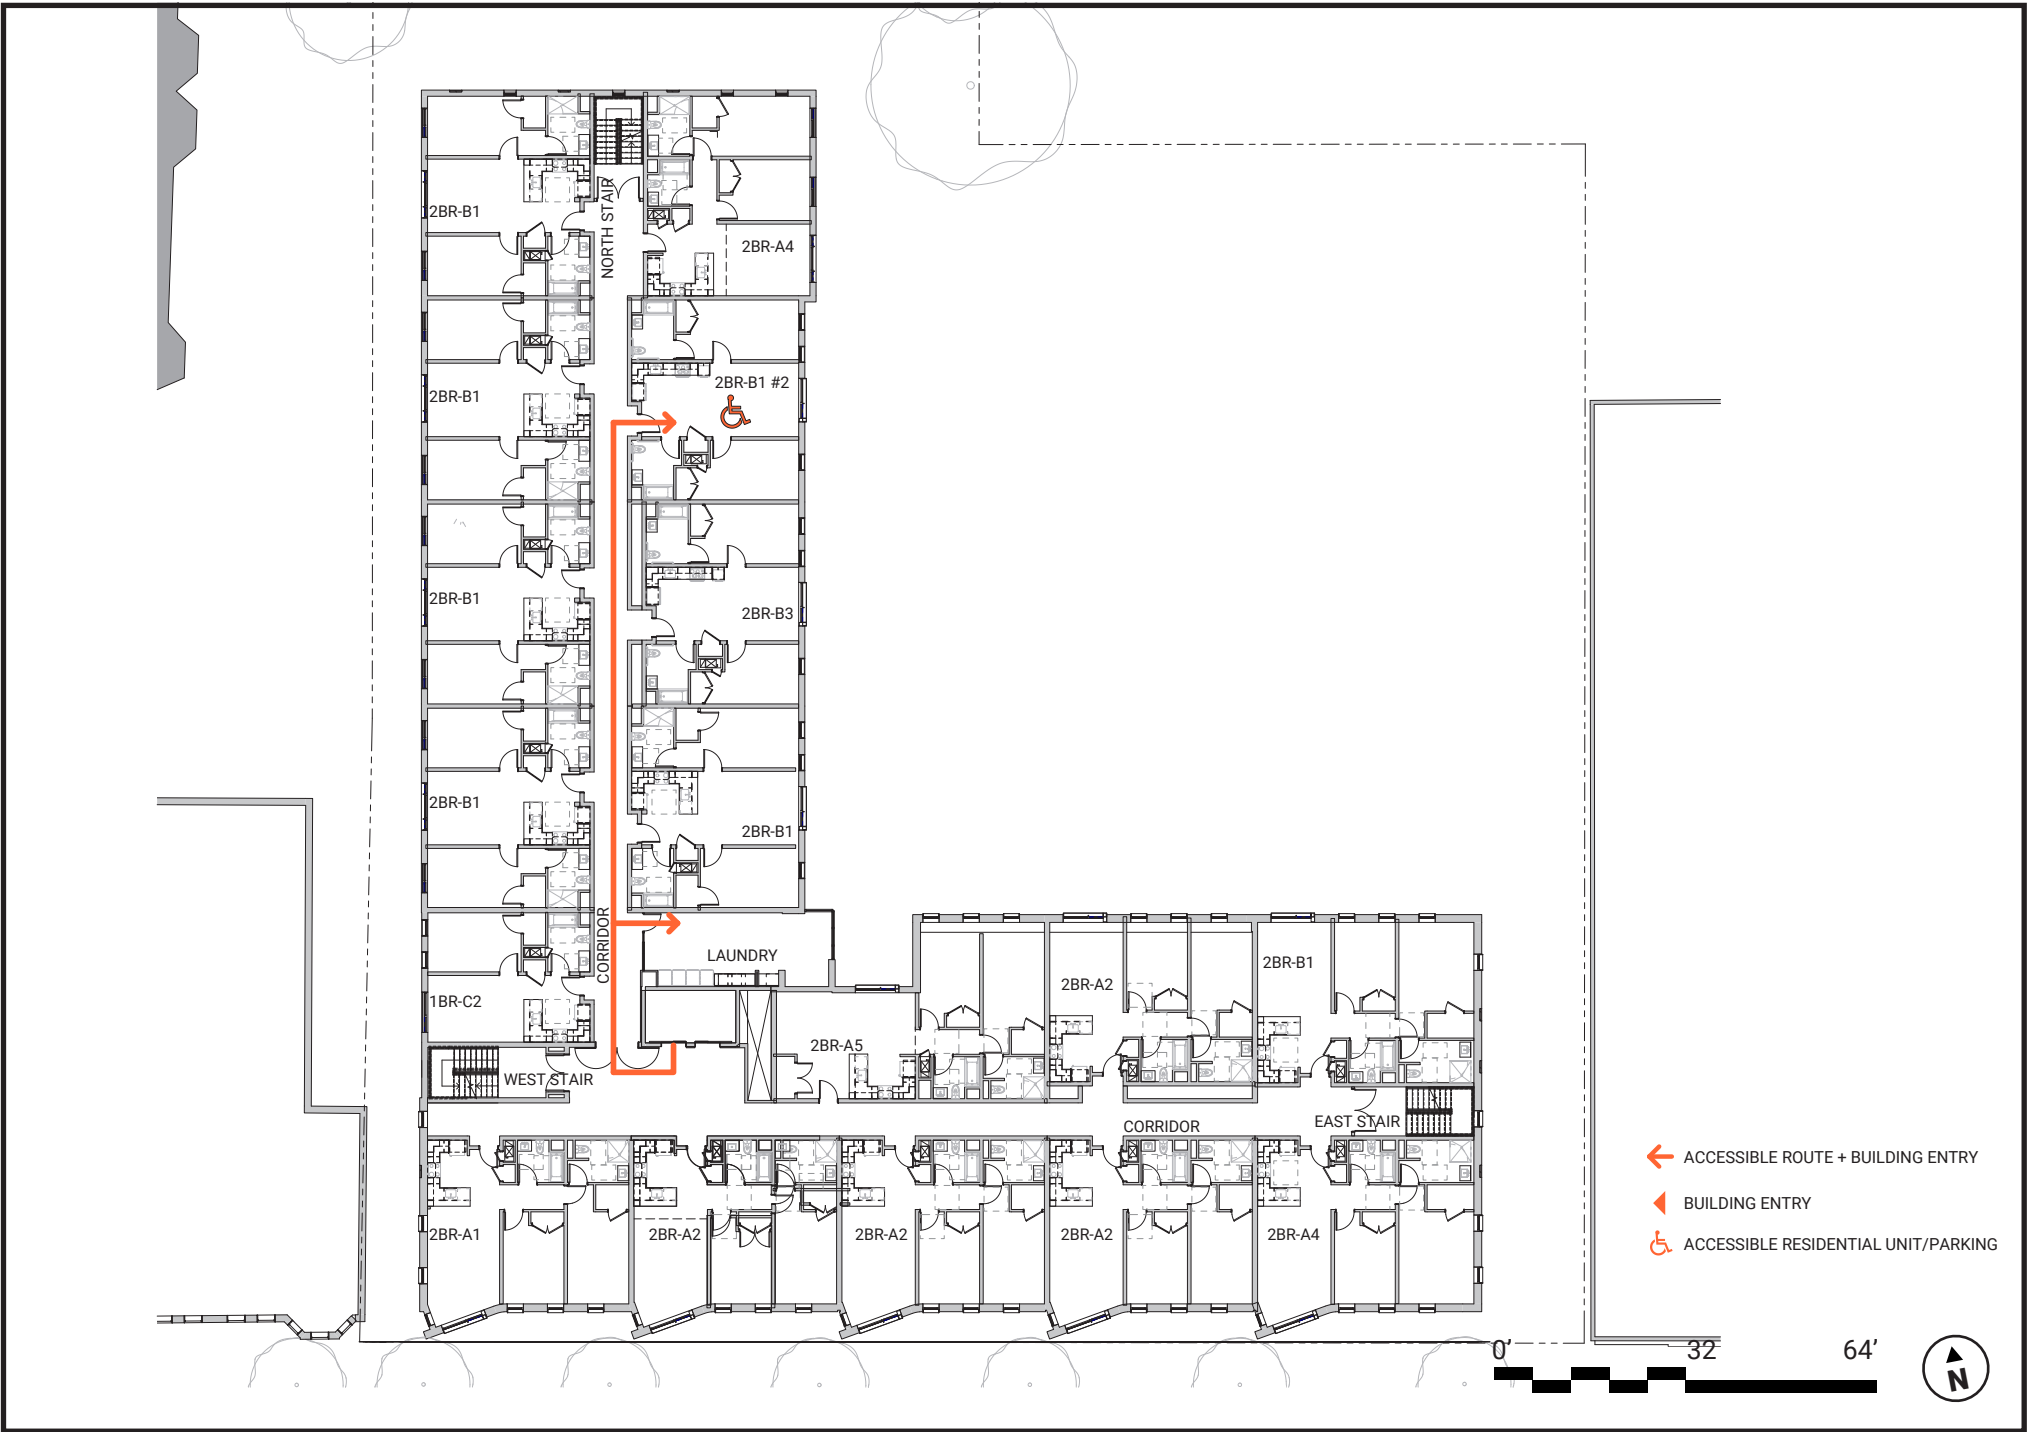 2BR-B1
NORTH STAIR
2BR-A4
2BR-B1
2BR-B1 #2
2BR-B1
2BR-B3
2BR-B1
2BR-B1
CORRIDOR
LAUNDRY
1BR-C2
2BR-A5
2BR-A2
2BR-B1
WEST STAIR
CORRIDOR
EAST STAIR
2BR-A1
2BR-A2
2BR-A2
2BR-A2
2BR-A4
ACCESSIBLE ROUTE + BUILDING ENTRY
BUILDING ENTRY
ACCESSIBLE RESIDENTIAL UNIT/PARKING
0’ 32 64’
N